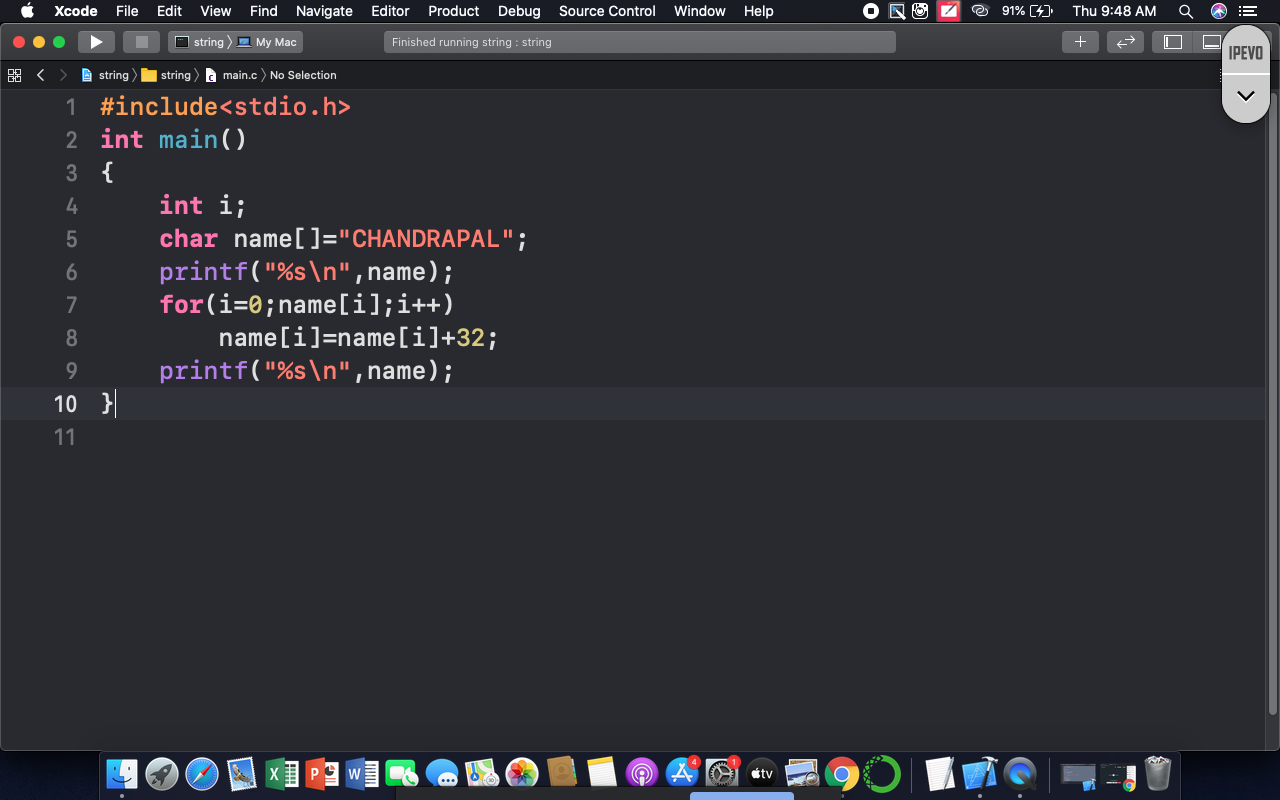 Xcode File Edit View Find Navigate Editor Product Debug Source Control Window Help 91% Thu 9:48 AM
string 〉 My Mac Finished running string : string
IPEVO
string 〉 string 〉 main.c 〉 No Selection
1 #include<stdio.h>
2 int main()
3 {
4     int i;
5     char name[]="CHANDRAPAL";
6     printf("%s\n",name);
7     for(i=0;name[i];i++)
8         name[i]=name[i]+32;
9     printf("%s\n",name);
10 }
11
X P W 4 1 tv